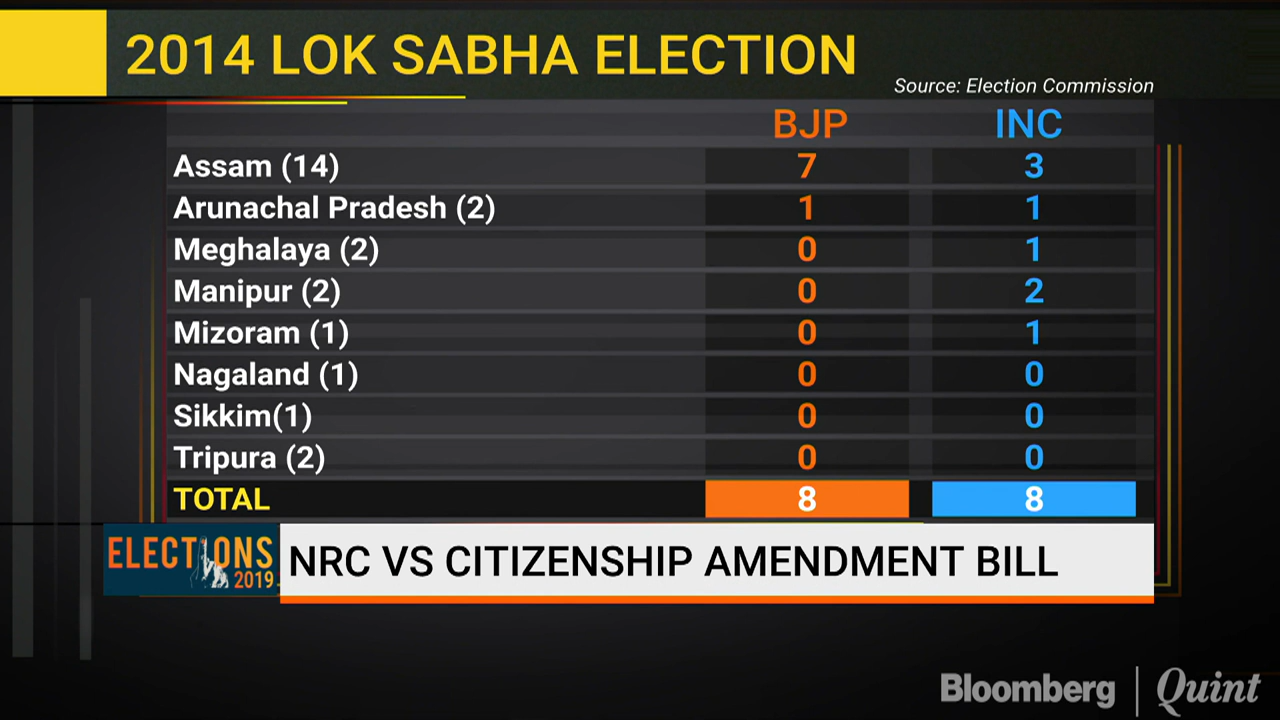 2014 LOK SABHA ELECTION
Source: Election Commission
BJP INC
Assam (14) 7 3
Arunachal Pradesh (2) 1 1
Meghalaya (2) 0 1
Manipur (2) 0 2
Mizoram (1) 0 1
Nagaland (1) 0 0
Sikkim(1) 0 0
Tripura (2) 0 0
TOTAL 8 8
ELECTIONS
2019
NRC VS CITIZENSHIP AMENDMENT BILL
Bloomberg | Quint